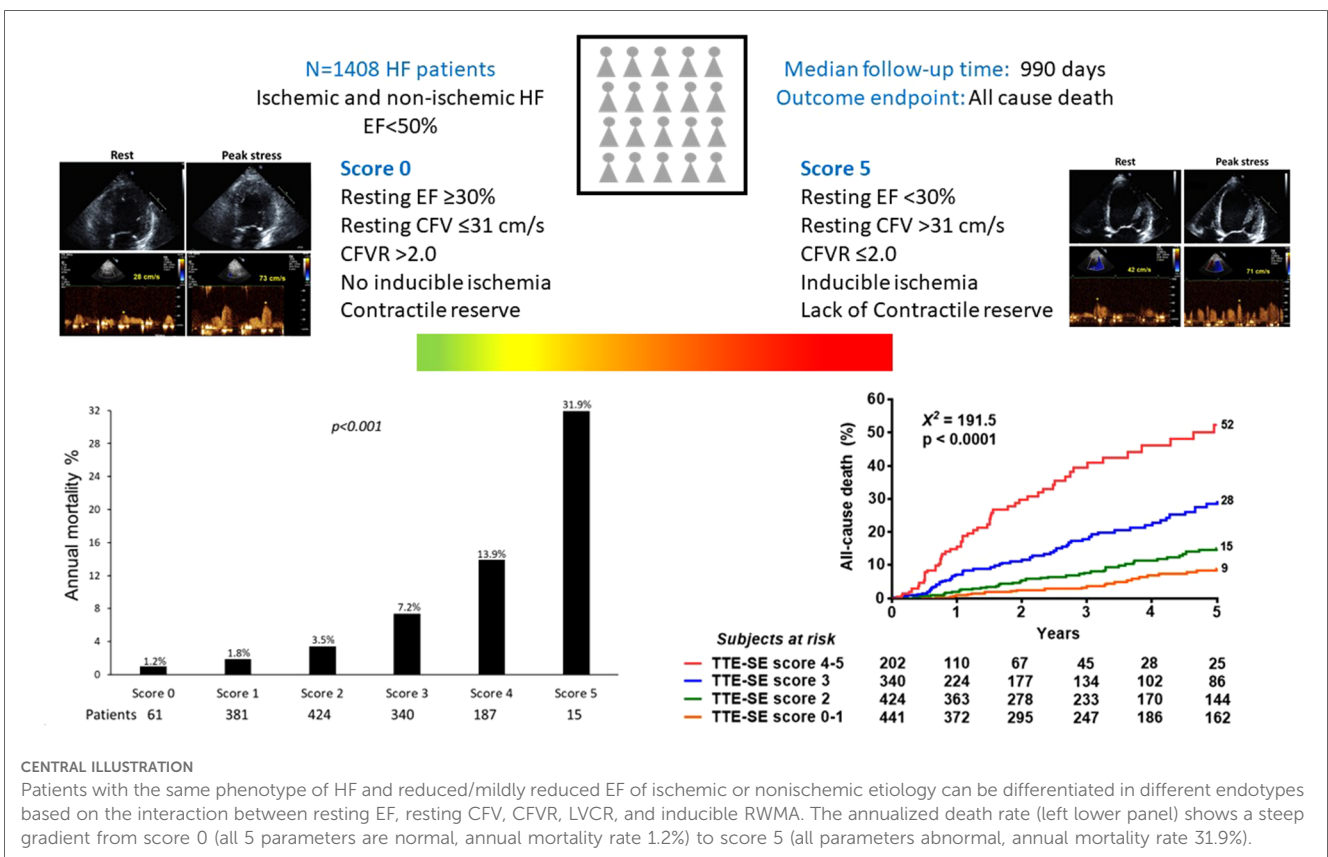 N=1408 HF patients
Ischemic and non-ischemic HF
EF<50%
Median follow-up time: 990 days
Outcome endpoint: All cause death
Rest
Peak stress
28 cm/s
73 cm/s
Score 0
Resting EF ≥30%
Resting CFV ≤31 cm/s
CFVR >2.0
No inducible ischemia
Contractile reserve
Score 5
Resting EF <30%
Resting CFV >31 cm/s
CFVR ≤2.0
Inducible ischemia
Lack of Contractile reserve
Rest
Peak stress
42 cm/s
71 cm/s
Annual mortality %
32
28
24
20
16
12
8
4
0
p<0.001
1.2%
1.8%
3.5%
7.2%
13.9%
31.9%
Score 0 Score 1 Score 2 Score 3 Score 4 Score 5
Patients 61 381 424 340 187 15
All-cause death (%)
60
50
40
30
20
10
0
X² = 191.5
p < 0.0001
52
28
15
9
0 1 2 3 4 5
Years
Subjects at risk
TTE-SE score 4-5 202 110 67 45 28 25
TTE-SE score 3 340 224 177 134 102 86
TTE-SE score 2 424 363 278 233 170 144
TTE-SE score 0-1 441 372 295 247 186 162
CENTRAL ILLUSTRATION
Patients with the same phenotype of HF and reduced/mildly reduced EF of ischemic or nonischemic etiology can be differentiated in different endotypes
based on the interaction between resting EF, resting CFV, CFVR, LVCR, and inducible RWMA. The annualized death rate (left lower panel) shows a steep
gradient from score 0 (all 5 parameters are normal, annual mortality rate 1.2%) to score 5 (all parameters abnormal, annual mortality rate 31.9%).